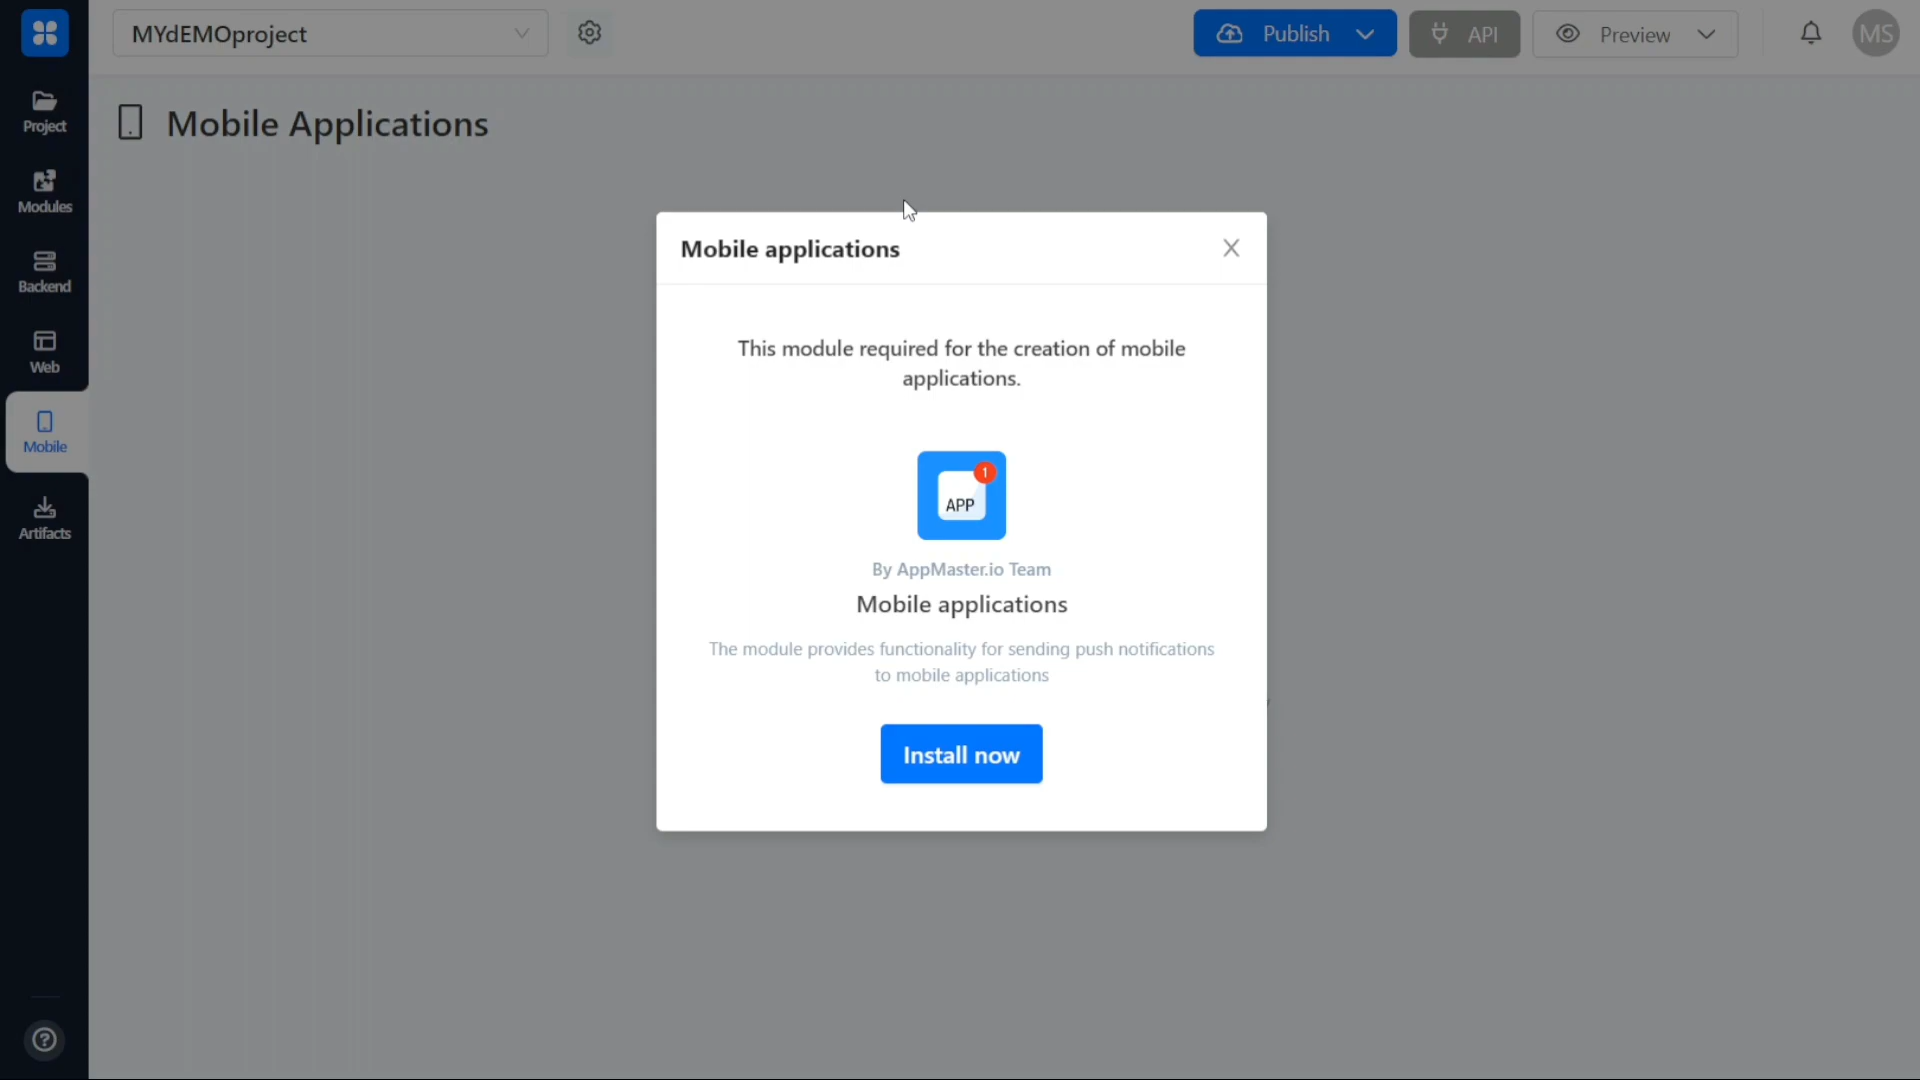 MYdEMOproject
Publish
API
Preview
MS
Project
Modules
Backend
Web
Mobile
Artifacts
Mobile Applications
Mobile applications
This module required for the creation of mobile
applications.
1
APP
By AppMaster.io Team
Mobile applications
The module provides functionality for sending push notifications
to mobile applications
Install now